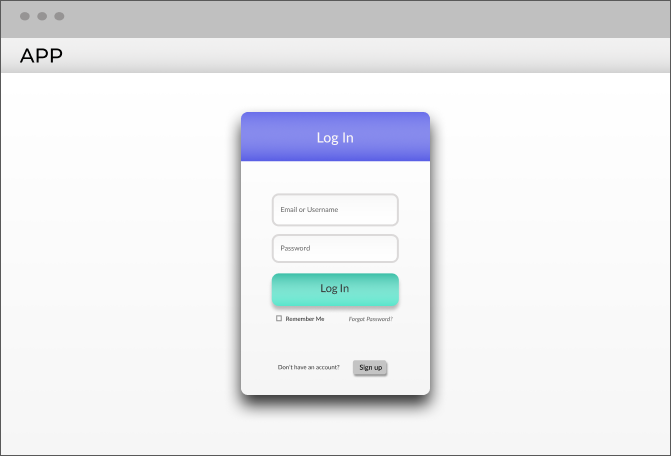 APP
Log In
Email or Username
Password
Log In
Remember Me Forgot Password?
Don't have an account? Sign up